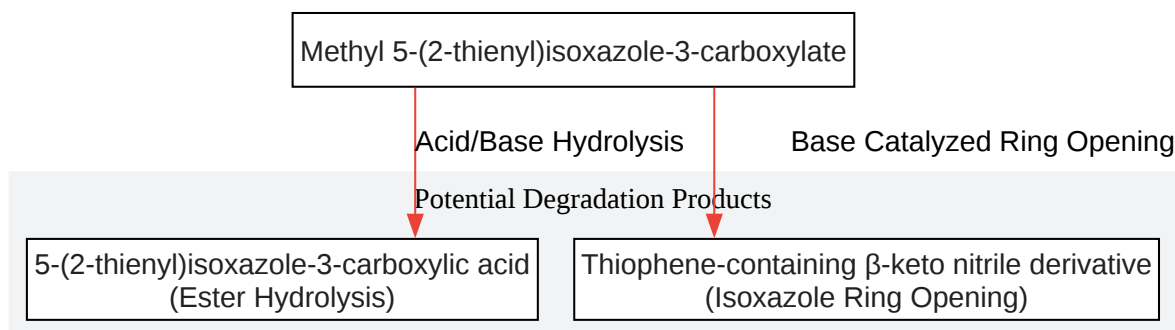 Methyl 5-(2-thienyl)isoxazole-3-carboxylate
Acid/Base Hydrolysis
Base Catalyzed Ring Opening
Potential Degradation Products
5-(2-thienyl)isoxazole-3-carboxylic acid
(Ester Hydrolysis)
Thiophene-containing β-keto nitrile derivative
(Isoxazole Ring Opening)